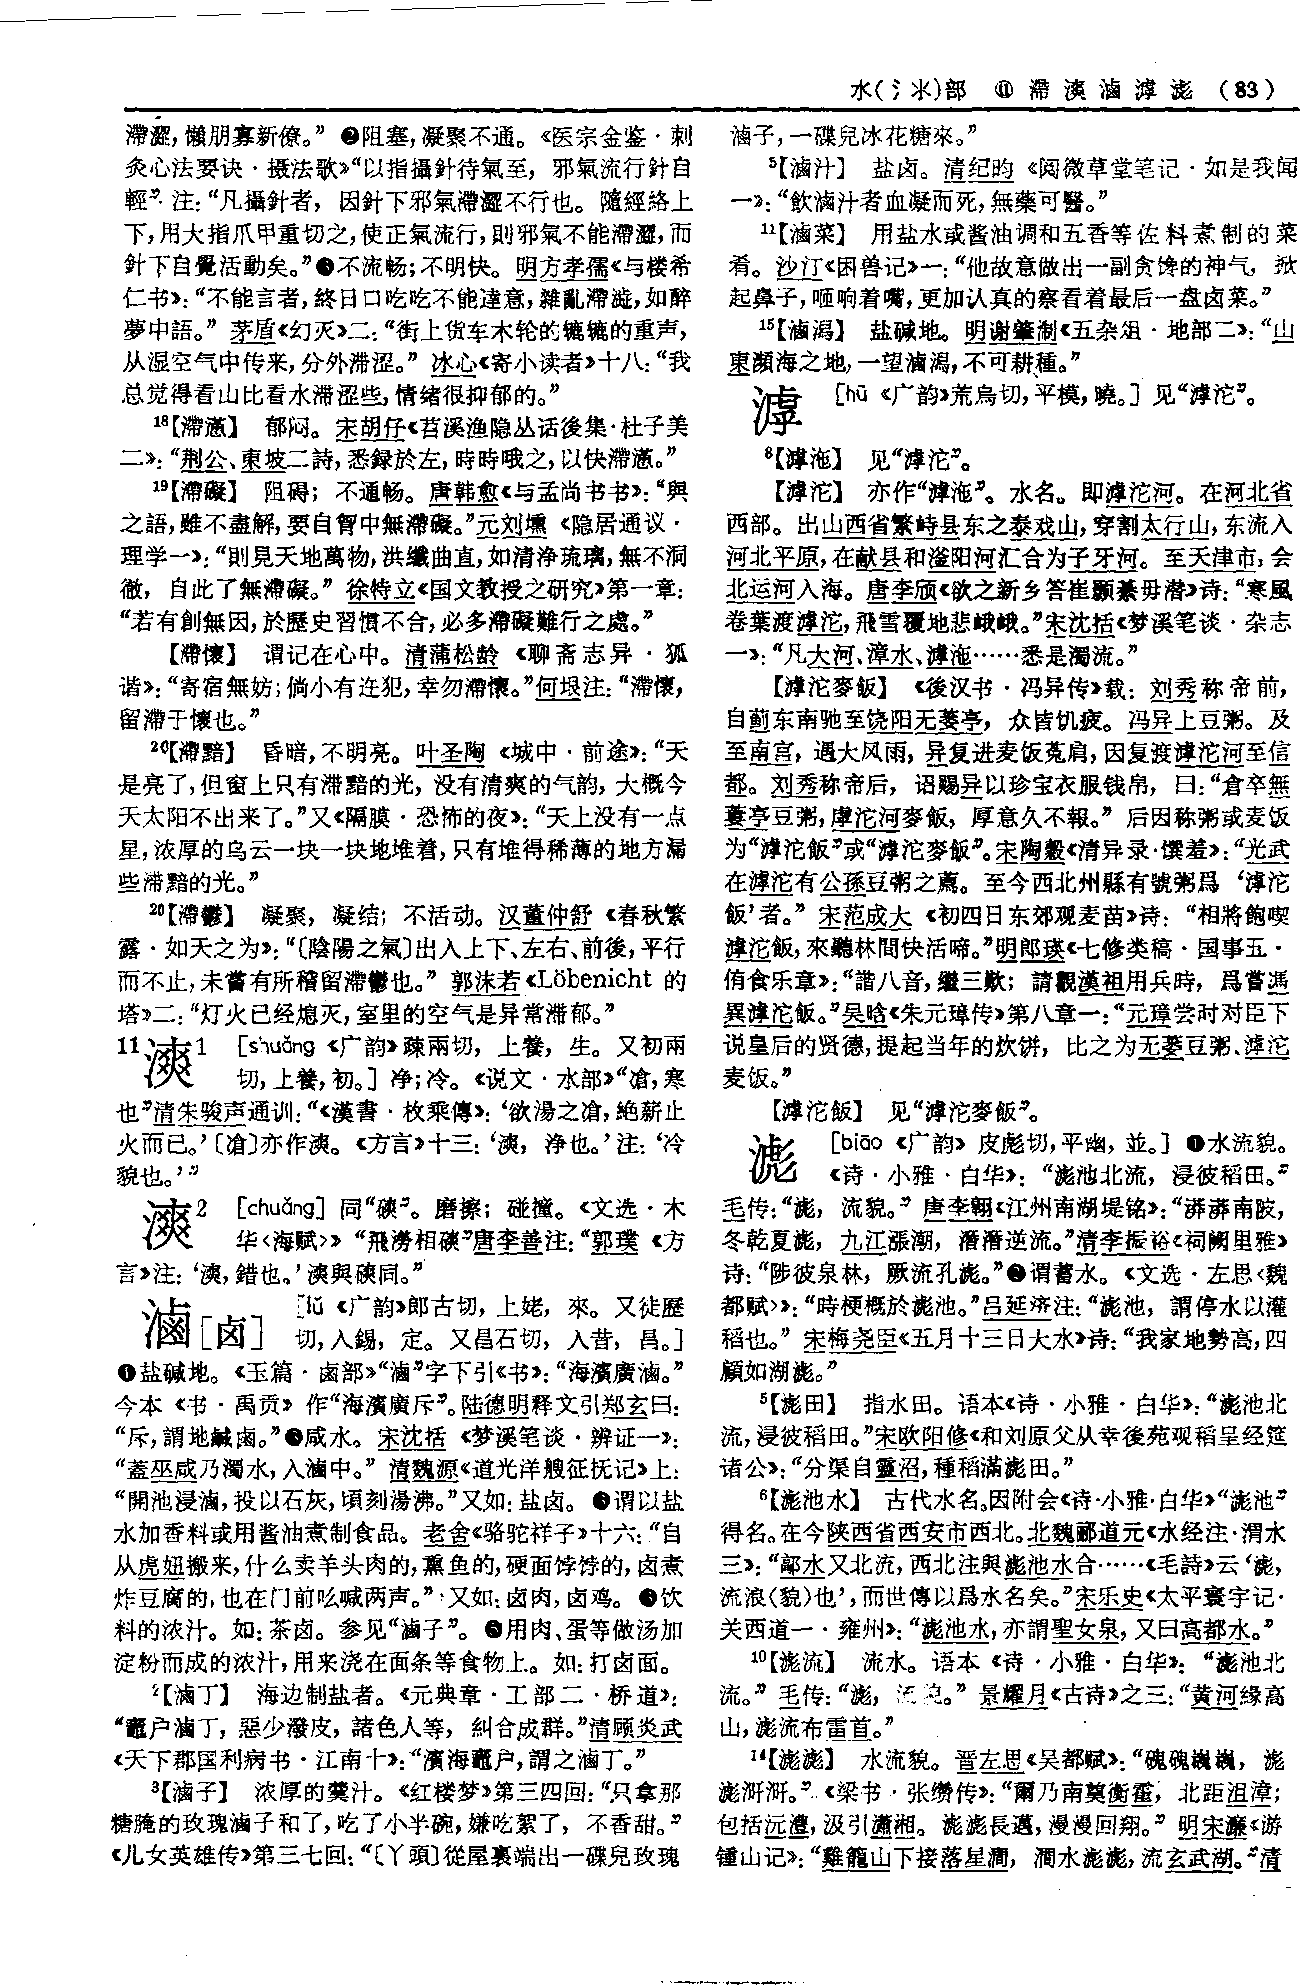 水(氵氺)部　⑪ 滯漺滷滹滮 (83)
滯澀，懶朋寡新僚。”❷阻塞，凝聚不通。《医宗金鉴·刺
灸心法要诀·摄法歌》“以指攝針待氣至，邪氣流行針自
輕”注：“凡攝針者，因針下邪氣滯澀不行也。隨經絡上
下，用大指爪甲重切之，使正氣流行，則邪氣不能滯澀，而
針下自覺活動矣。”❸不流畅；不明快。明方孝孺《与楼希
仁书》：“不能言者，終日口吃吃不能達意，雜亂滯澁，如醉
夢中語。”茅盾《幻灭》二：“街上货车木轮的辘辘的重声，
从湿空气中传来，分外滞涩。”冰心《寄小读者》十八：“我
总觉得看山比看水滞涩些，情绪很抑郁的。”
18【滯懣】　郁闷。宋胡仔《苕溪渔隐丛话後集·杜子美
二》：“荆公、東坡二詩，悉録於左，時時哦之，以快滯懣。”
19【滯礙】　阻碍；不通畅。唐韩愈《与孟尚书书》：“與
之語，雖不盡解，要自胷中無滯礙。”元刘壎《隐居通议·
理学一》：“則見天地萬物，洪纖曲直，如清净琉璃，無不洞
徹，自此了無滯礙。”徐特立《国文教授之研究》第一章：
“若有創無因，於歷史習慣不合，必多滯礙難行之處。”
【滯懷】　谓记在心中。清蒲松龄《聊斋志异·狐
谐》：“寄宿無妨；倘小有迕犯，幸勿滯懷。”何垠注：“滯懷，
留滯于懷也。”
20【滯黯】　昏暗，不明亮。叶圣陶《城中·前途》：“天
是亮了，但窗上只有滞黯的光，没有清爽的气韵，大概今
天太阳不出来了。”又《隔膜·恐怖的夜》：“天上没有一点
星，浓厚的乌云一块一块地堆着，只有堆得稀薄的地方漏
些滞黯的光。”
20【滯鬱】　凝聚，凝结；不活动。汉董仲舒《春秋繁
露·如天之为》：“〔陰陽之氣〕出入上下、左右、前後，平行
而不止，未嘗有所稽留滯鬱也。”郭沫若《Löbenicht 的
塔》二：“灯火已经熄灭，室里的空气是异常滞郁。”
11漺1　[shuǎng《广韵》疎兩切，上養，生。又初兩
切，上養，初。] 净；冷。《说文·水部》“凔，寒
也”清朱骏声通训：“《漢書·枚乘傳》：‘欲湯之凔，絶薪止
火而已。’〔凔〕亦作漺。《方言》十三：‘漺，净也。’注：‘冷
貌也。’”
漺2　[chuǎng] 同“磢”。磨擦；碰撞。《文选·木
华〈海赋〉》“飛澇相磢”唐李善注：“郭璞《方
言》注：‘漺，錯也。’漺與磢同。”
滷[卤]　[lǔ《广韵》郎古切，上姥，來。又徒歷
切，入錫，定。又昌石切，入昔，昌。]
❶盐碱地。《玉篇·卤部》“滷”字下引《书》：“海濱廣滷。”
今本《书·禹贡》作“海濱廣斥”。陆德明释文引郑玄曰：
“斥，謂地鹹卤。”❷咸水。宋沈括《梦溪笔谈·辨证一》：
“蓋巫咸乃濁水，入滷中。”清魏源《道光洋艘征抚记》上：
“開池浸滷，投以石灰，頃刻湯沸。”又如：盐卤。❸谓以盐
水加香料或用酱油煮制食品。老舍《骆驼祥子》十六：“自
从虎妞搬来，什么卖羊头肉的，熏鱼的，硬面饽饽的，卤煮
炸豆腐的，也在门前吆喊两声。”又如：卤肉，卤鸡。❹饮
料的浓汁。如：茶卤。参见“滷子”。❺用肉、蛋等做汤加
淀粉而成的浓汁，用来浇在面条等食物上。如：打卤面。
2【滷丁】　海边制盐者。《元典章·工部二·桥道》：
“竈户滷丁，惡少潑皮，諸色人等，糾合成群。”清顾炎武
《天下郡国利病书·江南十》：“濱海竈户，謂之滷丁。”
3【滷子】　浓厚的羹汁。《红楼梦》第三四回：“只拿那
糖腌的玫瑰滷子和了，吃了小半碗，嫌吃絮了，不香甜。”
《儿女英雄传》第三七回：“〔丫頭〕從屋裏端出一碟兒玫瑰
滷子，一碟兒冰花糖來。”
5【滷汁】　盐卤。清纪昀《阅微草堂笔记·如是我闻
一》：“飲滷汁者血凝而死，無藥可醫。”
11【滷菜】　用盐水或酱油调和五香等佐料煮制的菜
肴。沙汀《困兽记》一：“他故意做出一副贪馋的神气，掀
起鼻子，咂响着嘴，更加认真的察看着最后一盘卤菜。”
15【滷潟】　盐碱地。明谢肇淛《五杂俎·地部二》：“山
東瀕海之地，一望滷潟，不可耕種。”
滹　[hū《广韵》荒烏切，平模，曉。] 见“滹沱”。
8【滹沲】　见“滹沱”。
【滹沱】　亦作“滹沲”。水名。即滹沱河。在河北省
西部。出山西省繁峙县东之泰戏山，穿割太行山，东流入
河北平原，在献县和滏阳河汇合为子牙河。至天津市，会
北运河入海。唐李颀《欲之新乡答崔颢綦毋潜》诗：“寒風
卷葉渡滹沱，飛雪覆地悲峨峨。”宋沈括《梦溪笔谈·杂志
一》：“凡大河、漳水、滹沲……悉是濁流。”
【滹沱麥飯】　《後汉书·冯异传》载：刘秀称帝前，
自蓟东南驰至饶阳无蒌亭，众皆饥疲。冯异上豆粥。及
至南宫，遇大风雨，异复进麦饭菟肩，因复渡滹沱河至信
都。刘秀称帝后，诏赐异以珍宝衣服钱帛，曰：“倉卒無
蔞亭豆粥，虖沱河麥飯，厚意久不報。”后因称粥或麦饭
为“滹沱飯”或“滹沱麥飯”。宋陶穀《清异录·馔羞》：“光武
在滹沱有公孫豆粥之薦。至今西北州縣有號粥爲‘滹沱
飯’者。”宋范成大《初四日东郊观麦苗》诗：“相將飽喫
滹沱飯，來聽林間快活啼。”明郎瑛《七修类稿·国事五·
侑食乐章》：“諧八音，繼三歎；請觀漢祖用兵時，爲嘗馮
異滹沱飯。”吴晗《朱元璋传》第八章一：“元璋尝时对臣下
说皇后的贤德，提起当年的炊饼，比之为无蒌豆粥、滹沱
麦饭。”
【滹沱飯】　见“滹沱麥飯”。
滮　[biāo《广韵》皮彪切，平幽，並。] ❶水流貌。
《诗·小雅·白华》：“滮池北流，浸彼稻田。”
毛传：“滮，流貌。”唐李翱《江州南湖堤铭》：“漭漭南陂，
冬乾夏滮，九江漲潮，潛潛逆流。”清李振裕《祠阙里雅》
诗：“陟彼泉林，厥流孔滮。”❷谓蓄水。《文选·左思〈魏
都赋〉》：“時梗概於滮池。”吕延济注：“滮池，謂停水以灌
稻也。”宋梅尧臣《五月十三日大水》诗：“我家地勢高，四
顧如湖滮。”
5【滮田】　指水田。语本《诗·小雅·白华》：“滮池北
流，浸彼稻田。”宋欧阳修《和刘原父从幸後苑观稻呈经筵
诸公》：“分渠自靈沼，種稻滿滮田。”
6【滮池水】　古代水名。因附会《诗·小雅·白华》“滮池”
得名。在今陕西省西安市西北。北魏郦道元《水经注·渭水
三》：“鄗水又北流，西北注與滮池水合……《毛詩》云‘滮，
流浪(貌)也’，而世傳以爲水名矣。”宋乐史《太平寰宇记·
关西道一·雍州》：“滮池水，亦謂聖女泉，又曰高都水。”
10【滮流】　流水。语本《诗·小雅·白华》：“滮池北
流。”毛传：“滮，流貌。”景耀月《古诗》之三：“黄河缘高
山，滮流布雷首。”
14【滮滮】　水流貌。晋左思《吴都赋》：“磈磈巍巍，滮
滮涆涆。”《梁书·张缵传》：“爾乃南奠衡霍，北距沮漳；
包括沅澧，汲引瀟湘。滮滮長邁，漫漫回翔。”明宋濂《游
锺山记》：“雞籠山下接落星澗，澗水滮滮，流玄武湖。”清